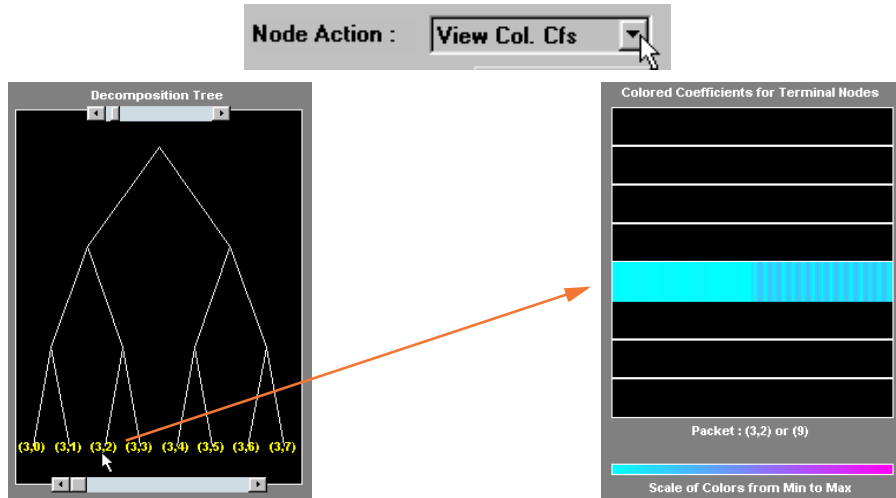 Node Action : View Col. Cfs
Decomposition Tree
(3,0) (3,1) (3,2) (3,3) (3,4) (3,5) (3,6) (3,7)
Colored Coefficients for Terminal Nodes
Packet : (3,2) or (9)
Scale of Colors from Min to Max